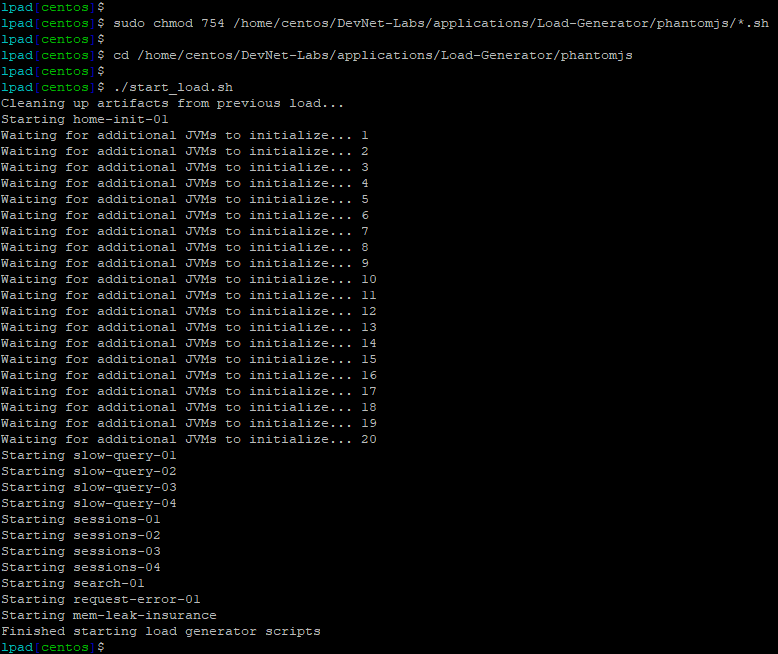 lpad[centos]$
lpad[centos]$ sudo chmod 754 /home/centos/DevNet-Labs/applications/Load-Generator/phantomjs/*.sh
lpad[centos]$
lpad[centos]$ cd /home/centos/DevNet-Labs/applications/Load-Generator/phantomjs
lpad[centos]$
lpad[centos]$ ./start_load.sh
Cleaning up artifacts from previous load...
Starting home-init-01
Waiting for additional JVMs to initialize... 1
Waiting for additional JVMs to initialize... 2
Waiting for additional JVMs to initialize... 3
Waiting for additional JVMs to initialize... 4
Waiting for additional JVMs to initialize... 5
Waiting for additional JVMs to initialize... 6
Waiting for additional JVMs to initialize... 7
Waiting for additional JVMs to initialize... 8
Waiting for additional JVMs to initialize... 9
Waiting for additional JVMs to initialize... 10
Waiting for additional JVMs to initialize... 11
Waiting for additional JVMs to initialize... 12
Waiting for additional JVMs to initialize... 13
Waiting for additional JVMs to initialize... 14
Waiting for additional JVMs to initialize... 15
Waiting for additional JVMs to initialize... 16
Waiting for additional JVMs to initialize... 17
Waiting for additional JVMs to initialize... 18
Waiting for additional JVMs to initialize... 19
Waiting for additional JVMs to initialize... 20
Starting slow-query-01
Starting slow-query-02
Starting slow-query-03
Starting slow-query-04
Starting sessions-01
Starting sessions-02
Starting sessions-03
Starting sessions-04
Starting search-01
Starting request-error-01
Starting mem-leak-insurance
Finished starting load generator scripts
lpad[centos]$